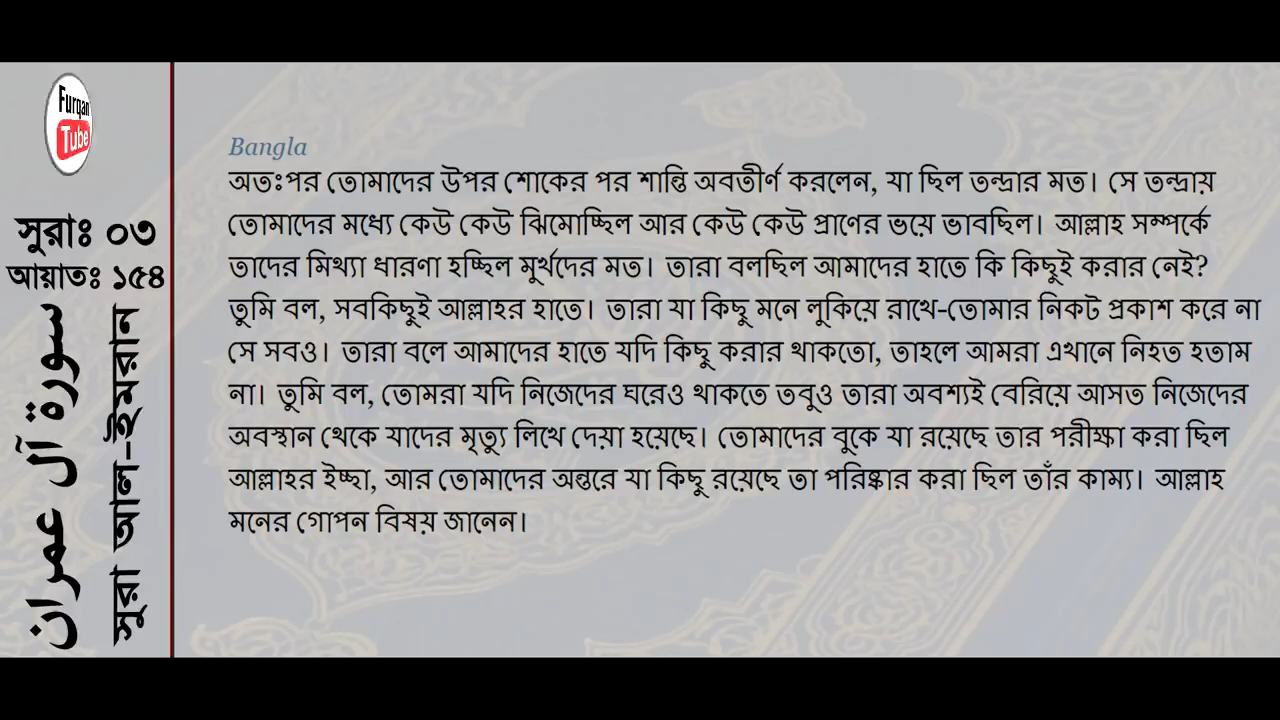 Furqan
Tube
সুরাঃ ০৩
আয়াতঃ ১৫৪
سورة آل عمران
সুরা আল-ইমরান
Bangla
অতঃপর তোমাদের উপর শোকের পর শান্তি অবতীর্ণ করলেন, যা ছিল তন্দ্রার মত। সে তন্দ্রায়
তোমাদের মধ্যে কেউ কেউ ঝিমোচ্ছিল আর কেউ কেউ প্রাণের ভয়ে ভাবছিল। আল্লাহ সম্পর্কে
তাদের মিথ্যা ধারণা হচ্ছিল মুর্খদের মত। তারা বলছিল আমাদের হাতে কি কিছুই করার নেই?
তুমি বল, সবকিছুই আল্লাহর হাতে। তারা যা কিছু মনে লুকিয়ে রাখে-তোমার নিকট প্রকাশ করে না
সে সবও। তারা বলে আমাদের হাতে যদি কিছু করার থাকতো, তাহলে আমরা এখানে নিহত হতাম
না। তুমি বল, তোমরা যদি নিজেদের ঘরেও থাকতে তবুও তারা অবশ্যই বেরিয়ে আসত নিজেদের
অবস্থান থেকে যাদের মৃত্যু লিখে দেয়া হয়েছে। তোমাদের বুকে যা রয়েছে তার পরীক্ষা করা ছিল
আল্লাহর ইচ্ছা, আর তোমাদের অন্তরে যা কিছু রয়েছে তা পরিষ্কার করা ছিল তাঁর কাম্য। আল্লাহ
মনের গোপন বিষয় জানেন।